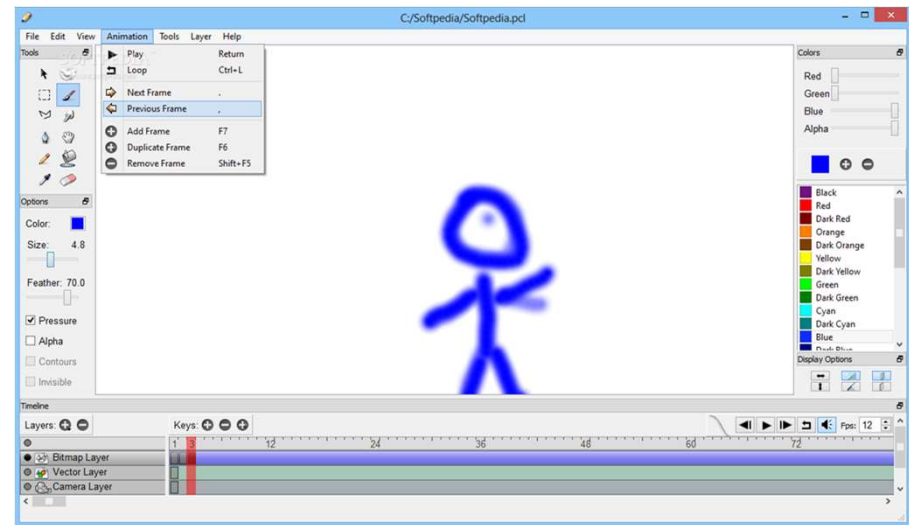 C:/Softpedia/Softpedia.pcl
File Edit View Animation Tools Layer Help
Tools
Play Return
Loop Ctrl+L
Next Frame .
Previous Frame ,
Add Frame F7
Duplicate Frame F6
Remove Frame Shift+F5
Options
Color:
Size: 4.8
Feather: 70.0
Pressure
Alpha
Contours
Invisible
Colors
Red
Green
Blue
Alpha
Black
Red
Dark Red
Orange
Dark Orange
Yellow
Dark Yellow
Green
Dark Green
Cyan
Dark Cyan
Blue
Dark Blue
Display Options
Timeline
Layers: Keys: Fps: 12
1 3 12 24 36 48 60 72
Bitmap Layer
Vector Layer
Camera Layer